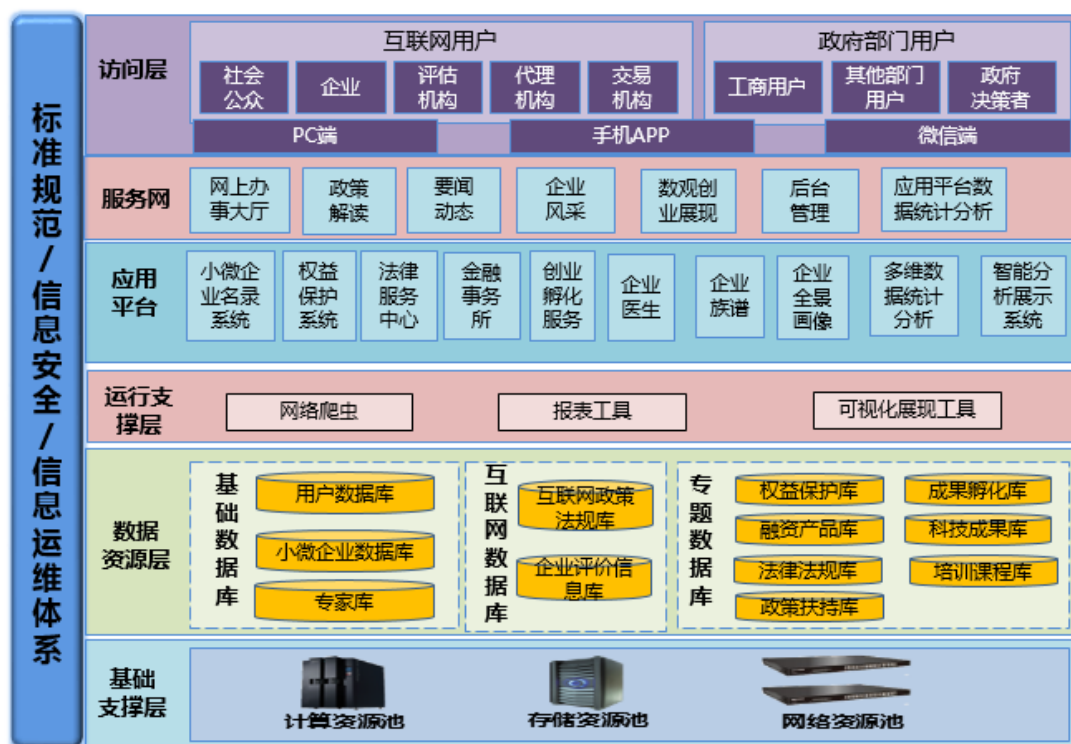 标准规范/信息安全/信息运维体系
访问层
互联网用户
政府部门用户
社会
公众
企业
评估
机构
代理
机构
交易
机构
工商用户
其他部门
用户
政府
决策者
PC端
手机APP
微信端
服务网
网上办
事大厅
政策
解读
要闻
动态
企业
风采
数观创
业展现
后台
管理
应用平台数
据统计分析
应用
平台
小微企
业名录
系统
权益
保护
系统
法律
服务
中心
金融
事务
所
创业
孵化
服务
企业
医生
企业
族谱
企业
全景
画像
多维数
据统计
分析
智能分
析展示
系统
运行支
撑层
网络爬虫
报表工具
可视化展现工具
数据
资源层
基础数据库
用户数据库
小微企业数据库
专家库
互联网数据库
互联网政策
法规库
企业评价信
息库
专题数据库
权益保护库
成果孵化库
融资产品库
科技成果库
法律法规库
培训课程库
政策扶持库
基础
支撑层
计算资源池
存储资源池
网络资源池